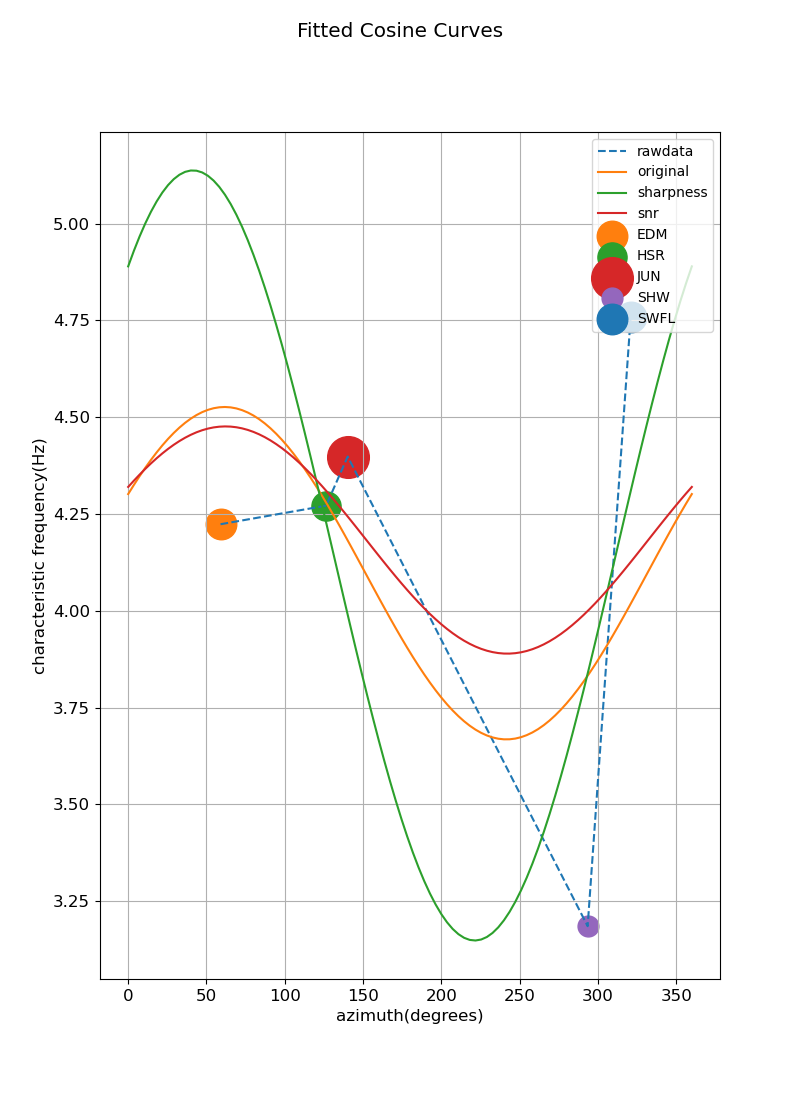 Fitted Cosine Curves
rawdata
original
sharpness
snr
EDM
HSR
JUN
SHW
SWFL
characteristic frequency(Hz)
5.00
4.75
4.50
4.25
4.00
3.75
3.50
3.25
0 50 100 150 200 250 300 350
azimuth(degrees)